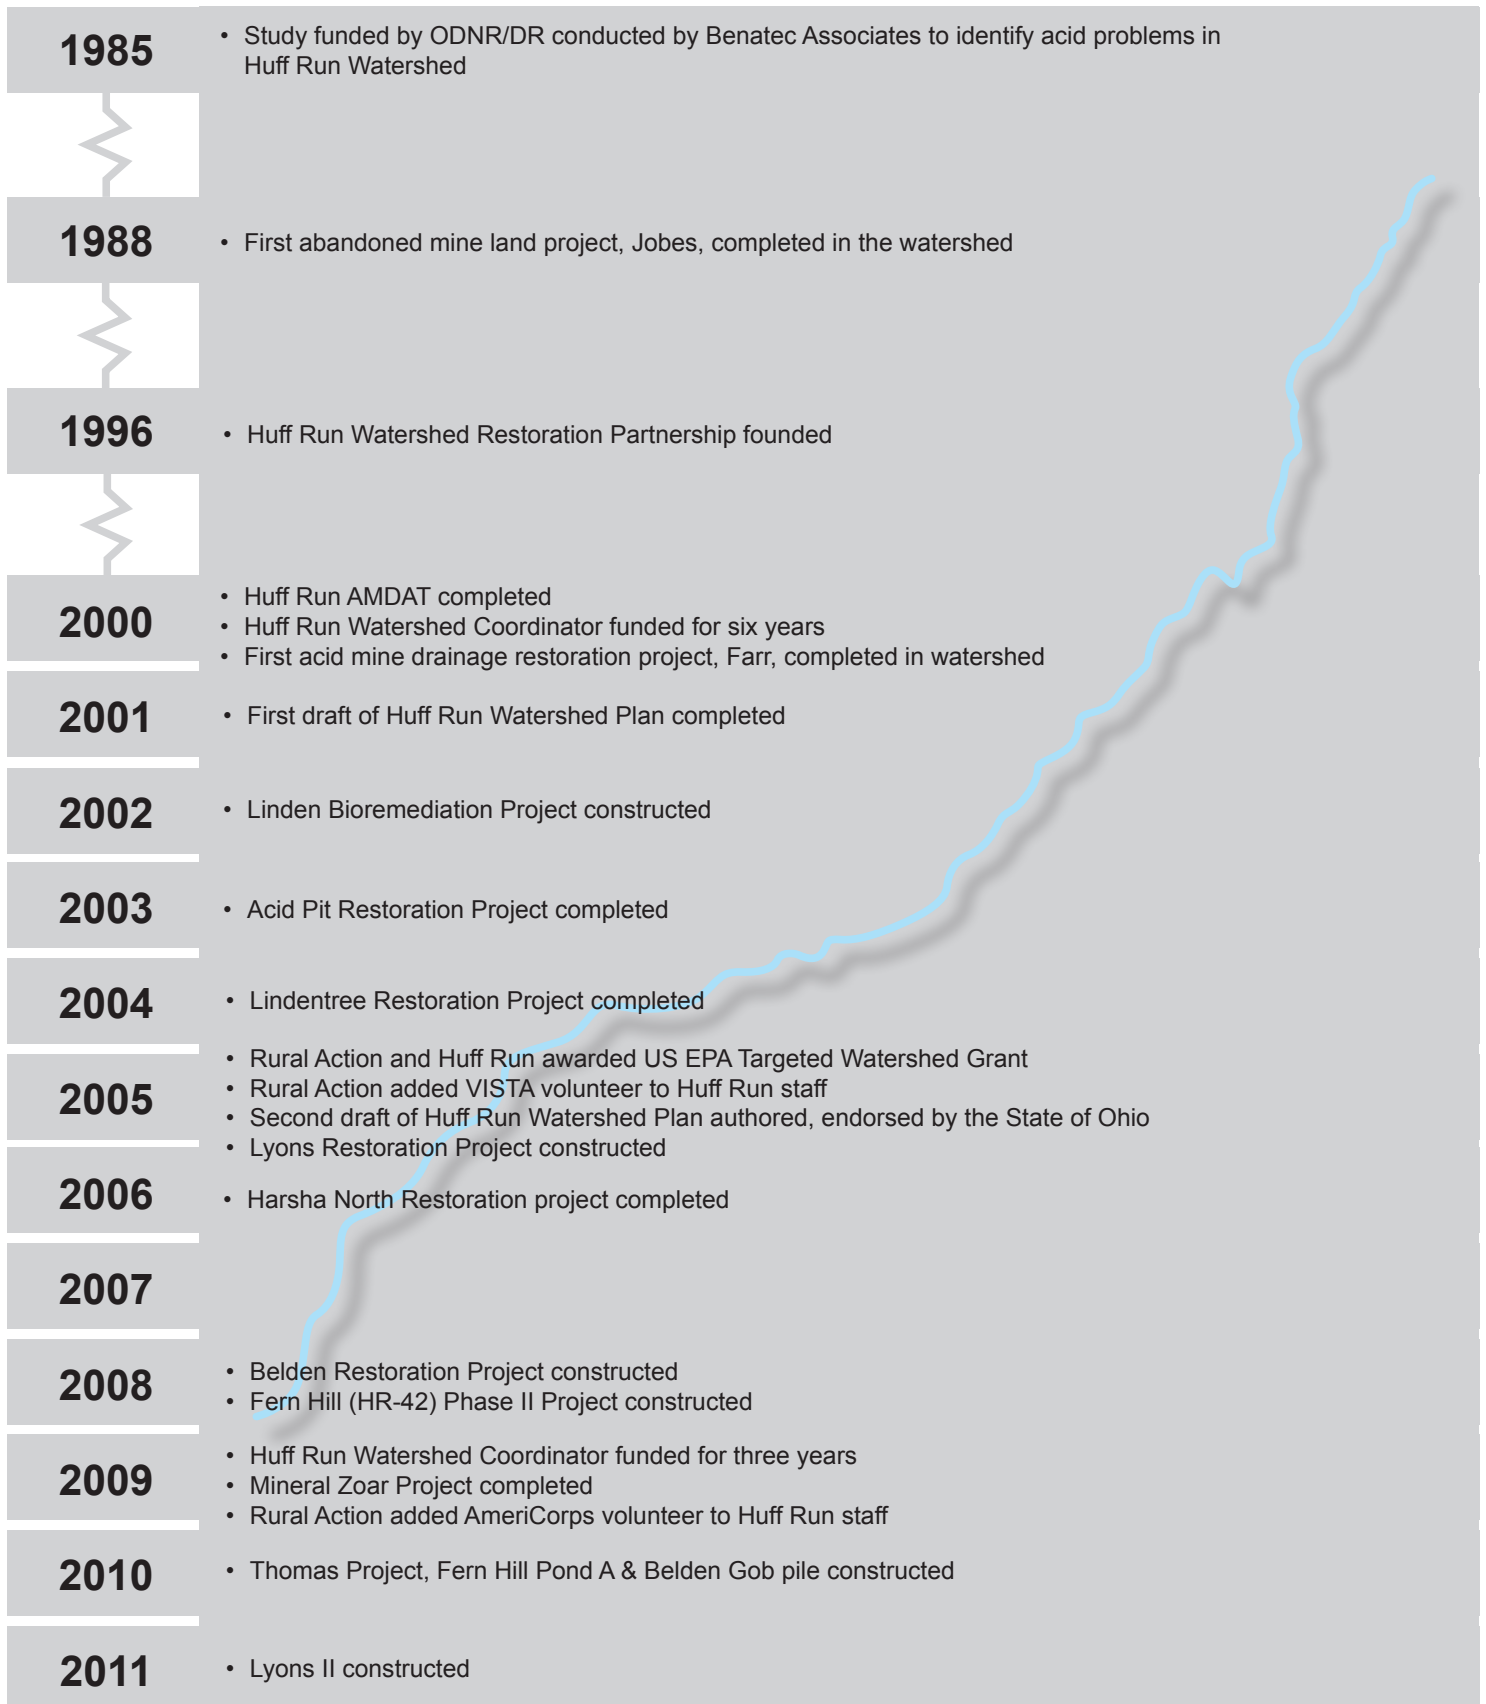 1985
• Study funded by ODNR/DR conducted by Benatec Associates to identify acid problems in
Huff Run Watershed
1988
• First abandoned mine land project, Jobes, completed in the watershed
1996
• Huff Run Watershed Restoration Partnership founded
2000
• Huff Run AMDAT completed
• Huff Run Watershed Coordinator funded for six years
• First acid mine drainage restoration project, Farr, completed in watershed
2001
• First draft of Huff Run Watershed Plan completed
2002
• Linden Bioremediation Project constructed
2003
• Acid Pit Restoration Project completed
2004
• Lindentree Restoration Project completed
2005
• Rural Action and Huff Run awarded US EPA Targeted Watershed Grant
• Rural Action added VISTA volunteer to Huff Run staff
• Second draft of Huff Run Watershed Plan authored, endorsed by the State of Ohio
• Lyons Restoration Project constructed
2006
• Harsha North Restoration project completed
2007
2008
• Belden Restoration Project constructed
• Fern Hill (HR-42) Phase II Project constructed
2009
• Huff Run Watershed Coordinator funded for three years
• Mineral Zoar Project completed
• Rural Action added AmeriCorps volunteer to Huff Run staff
2010
• Thomas Project, Fern Hill Pond A & Belden Gob pile constructed
2011
• Lyons II constructed